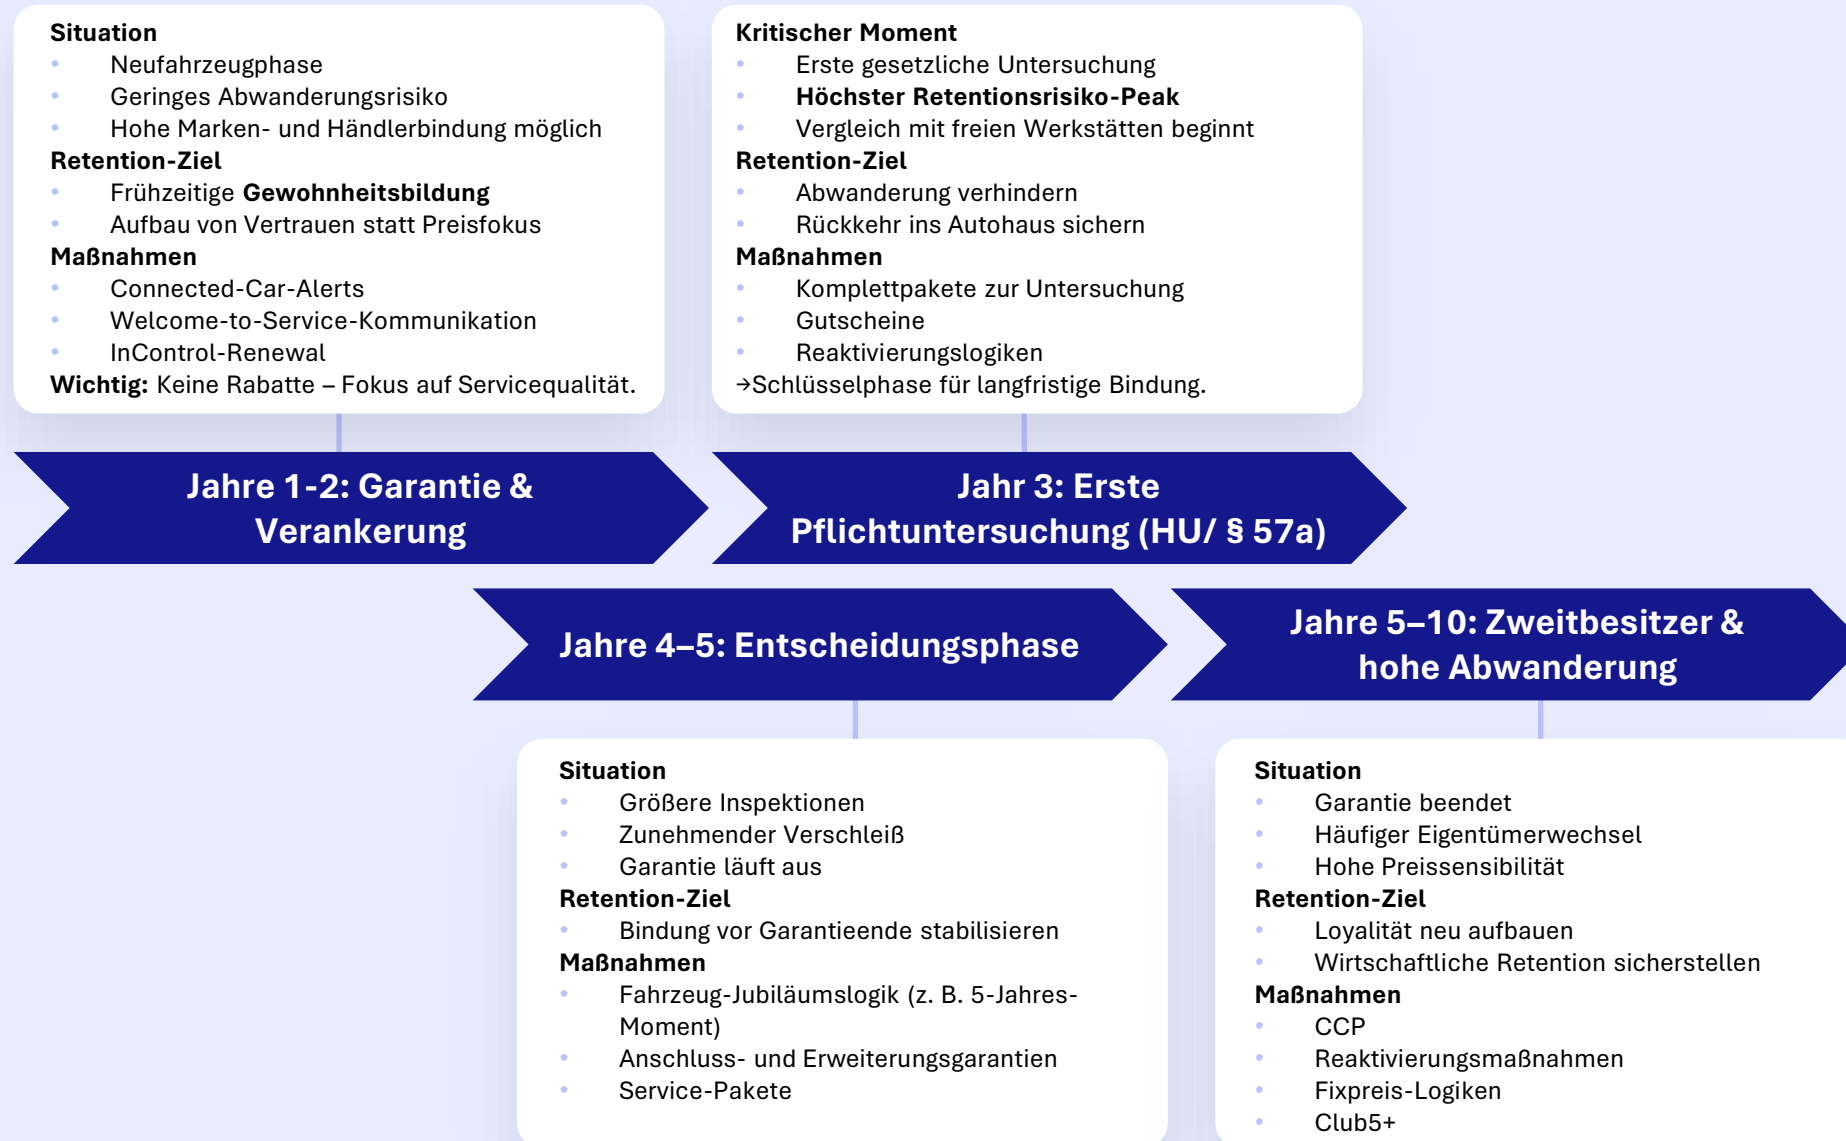 Situation
• Neufahrzeugphase
• Geringes Abwanderungsrisiko
• Hohe Marken- und Händlerbindung möglich
Retention-Ziel
• Frühzeitige Gewohnheitsbildung
• Aufbau von Vertrauen statt Preisfokus
Maßnahmen
• Connected-Car-Alerts
• Welcome-to-Service-Kommunikation
• InControl-Renewal
Wichtig: Keine Rabatte – Fokus auf Servicequalität.
Kritischer Moment
• Erste gesetzliche Untersuchung
• Höchster Retentionsrisiko-Peak
• Vergleich mit freien Werkstätten beginnt
Retention-Ziel
• Abwanderung verhindern
• Rückkehr ins Autohaus sichern
Maßnahmen
• Komplettpakete zur Untersuchung
• Gutscheine
• Reaktivierungslogiken
→Schlüsselphase für langfristige Bindung.
Jahre 1-2: Garantie &
Verankerung
Jahr 3: Erste
Pflichtuntersuchung (HU/ § 57a)
Jahre 4–5: Entscheidungsphase
Jahre 5–10: Zweitbesitzer &
hohe Abwanderung
Situation
• Größere Inspektionen
• Zunehmender Verschleiß
• Garantie läuft aus
Retention-Ziel
• Bindung vor Garantieende stabilisieren
Maßnahmen
• Fahrzeug-Jubiläumslogik (z. B. 5-Jahres-
Moment)
• Anschluss- und Erweiterungsgarantien
• Service-Pakete
Situation
• Garantie beendet
• Häufiger Eigentümerwechsel
• Hohe Preissensibilität
Retention-Ziel
• Loyalität neu aufbauen
• Wirtschaftliche Retention sicherstellen
Maßnahmen
• CCP
• Reaktivierungsmaßnahmen
• Fixpreis-Logiken
• Club5+